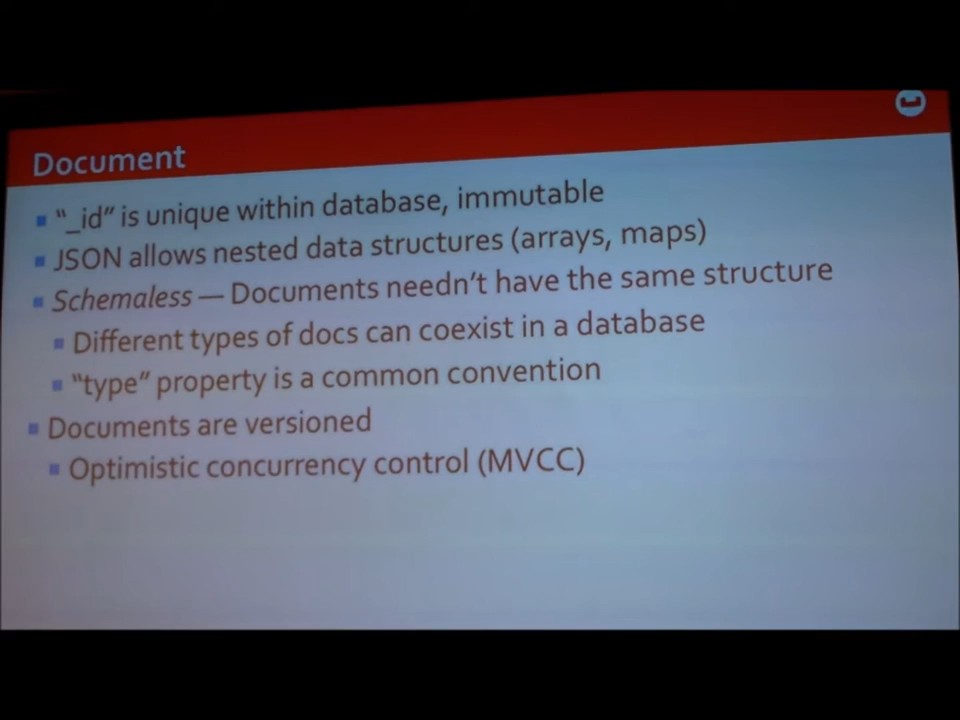 Document
“_id” is unique within database, immutable
JSON allows nested data structures (arrays, maps)
Schemaless — Documents needn’t have the same structure
Different types of docs can coexist in a database
“type” property is a common convention
Documents are versioned
Optimistic concurrency control (MVCC)